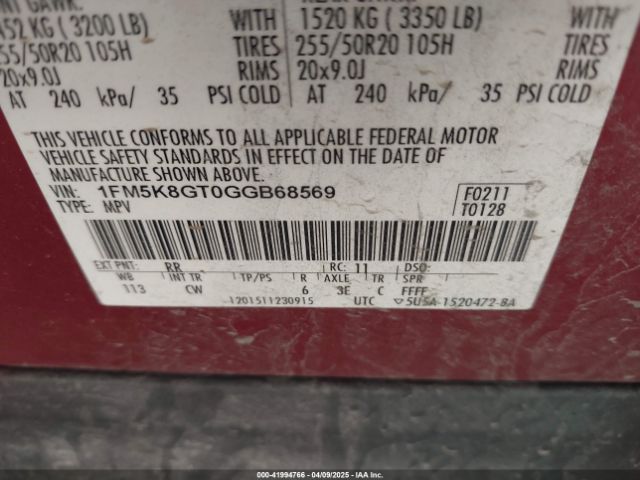 NT GAWR:
452 KG ( 3200 LB) WITH 1520 KG ( 3350 LB) WITH
255/50R20 105H TIRES 255/50R20 105H TIRES
20x9.0J RIMS 20x9.0J RIMS
AT 240 kPa/ 35 PSI COLD AT 240 kPa/ 35 PSI COLD
THIS VEHICLE CONFORMS TO ALL APPLICABLE FEDERAL MOTOR
VEHICLE SAFETY STANDARDS IN EFFECT ON THE DATE OF
MANUFACTURE SHOWN ABOVE.
VIN: 1FM5K8GT0GGB68569 F0211
TYPE: MPV T0128
EXT PNT: RR RC: 11 DSO:
WB INT TR TP/PS R AXLE TR SPR
113 CW 6 3E C FFFF
1201511230915 UTC 5U5A-1520472-BA
00-41994766 - 04/09/2025 - IAA Inc.